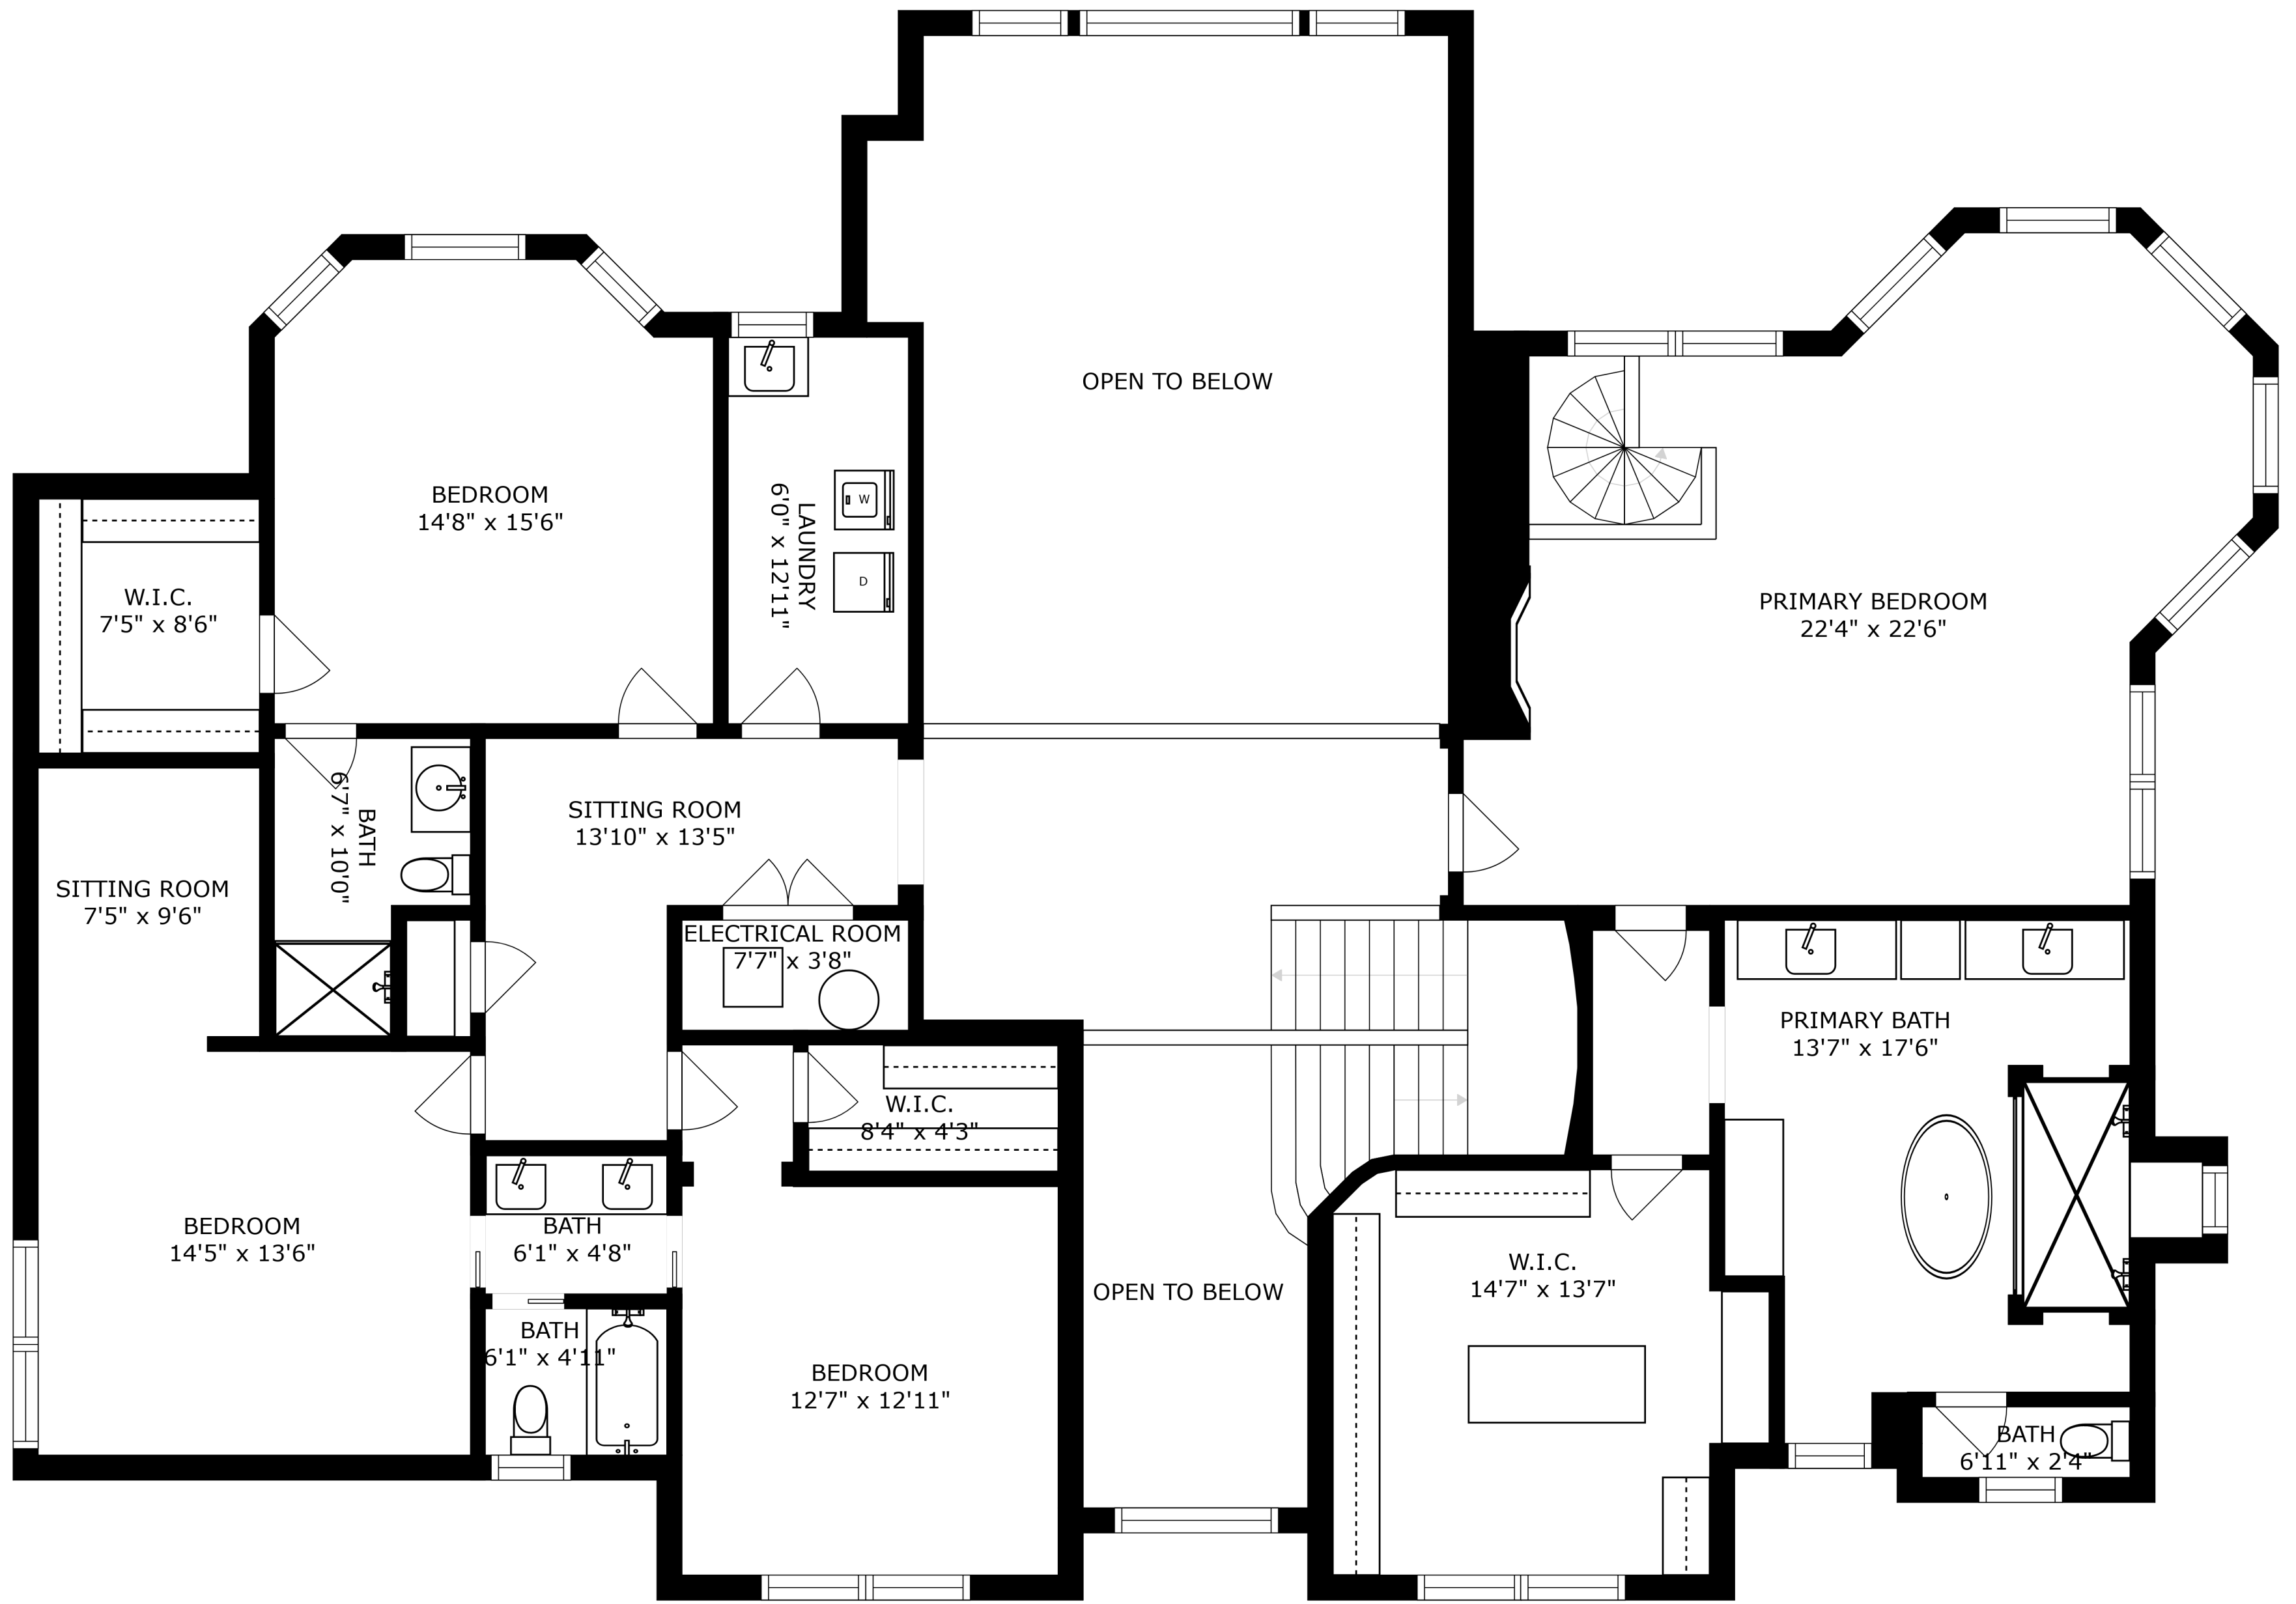 OPEN TO BELOW
BEDROOM
14'8" x 15'6"
LAUNDRY
6'0" x 12'11"
W
D
W.I.C.
7'5" x 8'6"
PRIMARY BEDROOM
22'4" x 22'6"
SITTING ROOM
13'10" x 13'5"
BATH
6'7" x 10'0"
SITTING ROOM
7'5" x 9'6"
ELECTRICAL ROOM
7'7" x 3'8"
PRIMARY BATH
13'7" x 17'6"
W.I.C.
8'4" x 4'3"
BEDROOM
14'5" x 13'6"
BATH
6'1" x 4'8"
W.I.C.
14'7" x 13'7"
OPEN TO BELOW
BATH
6'1" x 4'11"
BEDROOM
12'7" x 12'11"
BATH
6'11" x 2'4"